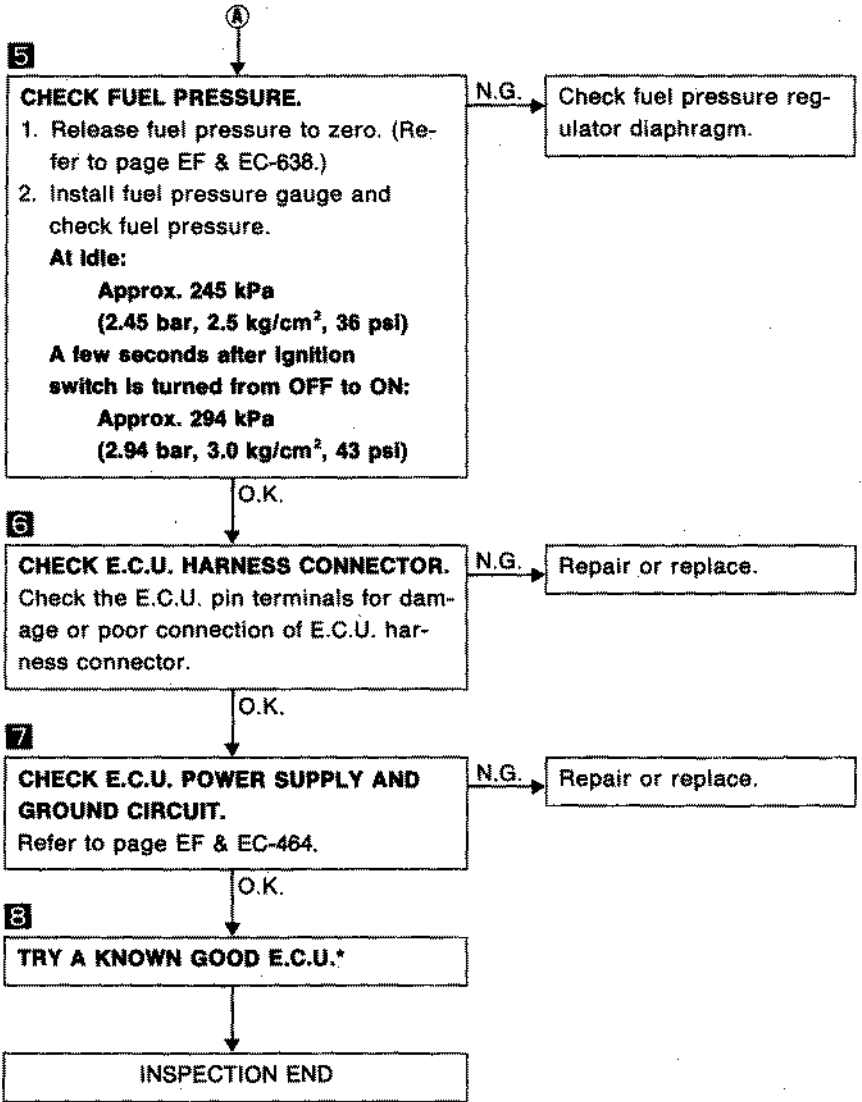 A
5
CHECK FUEL PRESSURE.
1. Release fuel pressure to zero. (Re-
fer to page EF & EC-638.)
2. Install fuel pressure gauge and
check fuel pressure.
At idle:
Approx. 245 kPa
(2.45 bar, 2.5 kg/cm², 36 psi)
A few seconds after ignition
switch is turned from OFF to ON:
Approx. 294 kPa
(2.94 bar, 3.0 kg/cm², 43 psi)
N.G.
Check fuel pressure reg-
ulator diaphragm.
O.K.
6
CHECK E.C.U. HARNESS CONNECTOR.
Check the E.C.U. pin terminals for dam-
age or poor connection of E.C.U. har-
ness connector.
N.G.
Repair or replace.
O.K.
7
CHECK E.C.U. POWER SUPPLY AND
GROUND CIRCUIT.
Refer to page EF & EC-464.
N.G.
Repair or replace.
O.K.
8
TRY A KNOWN GOOD E.C.U.*
INSPECTION END